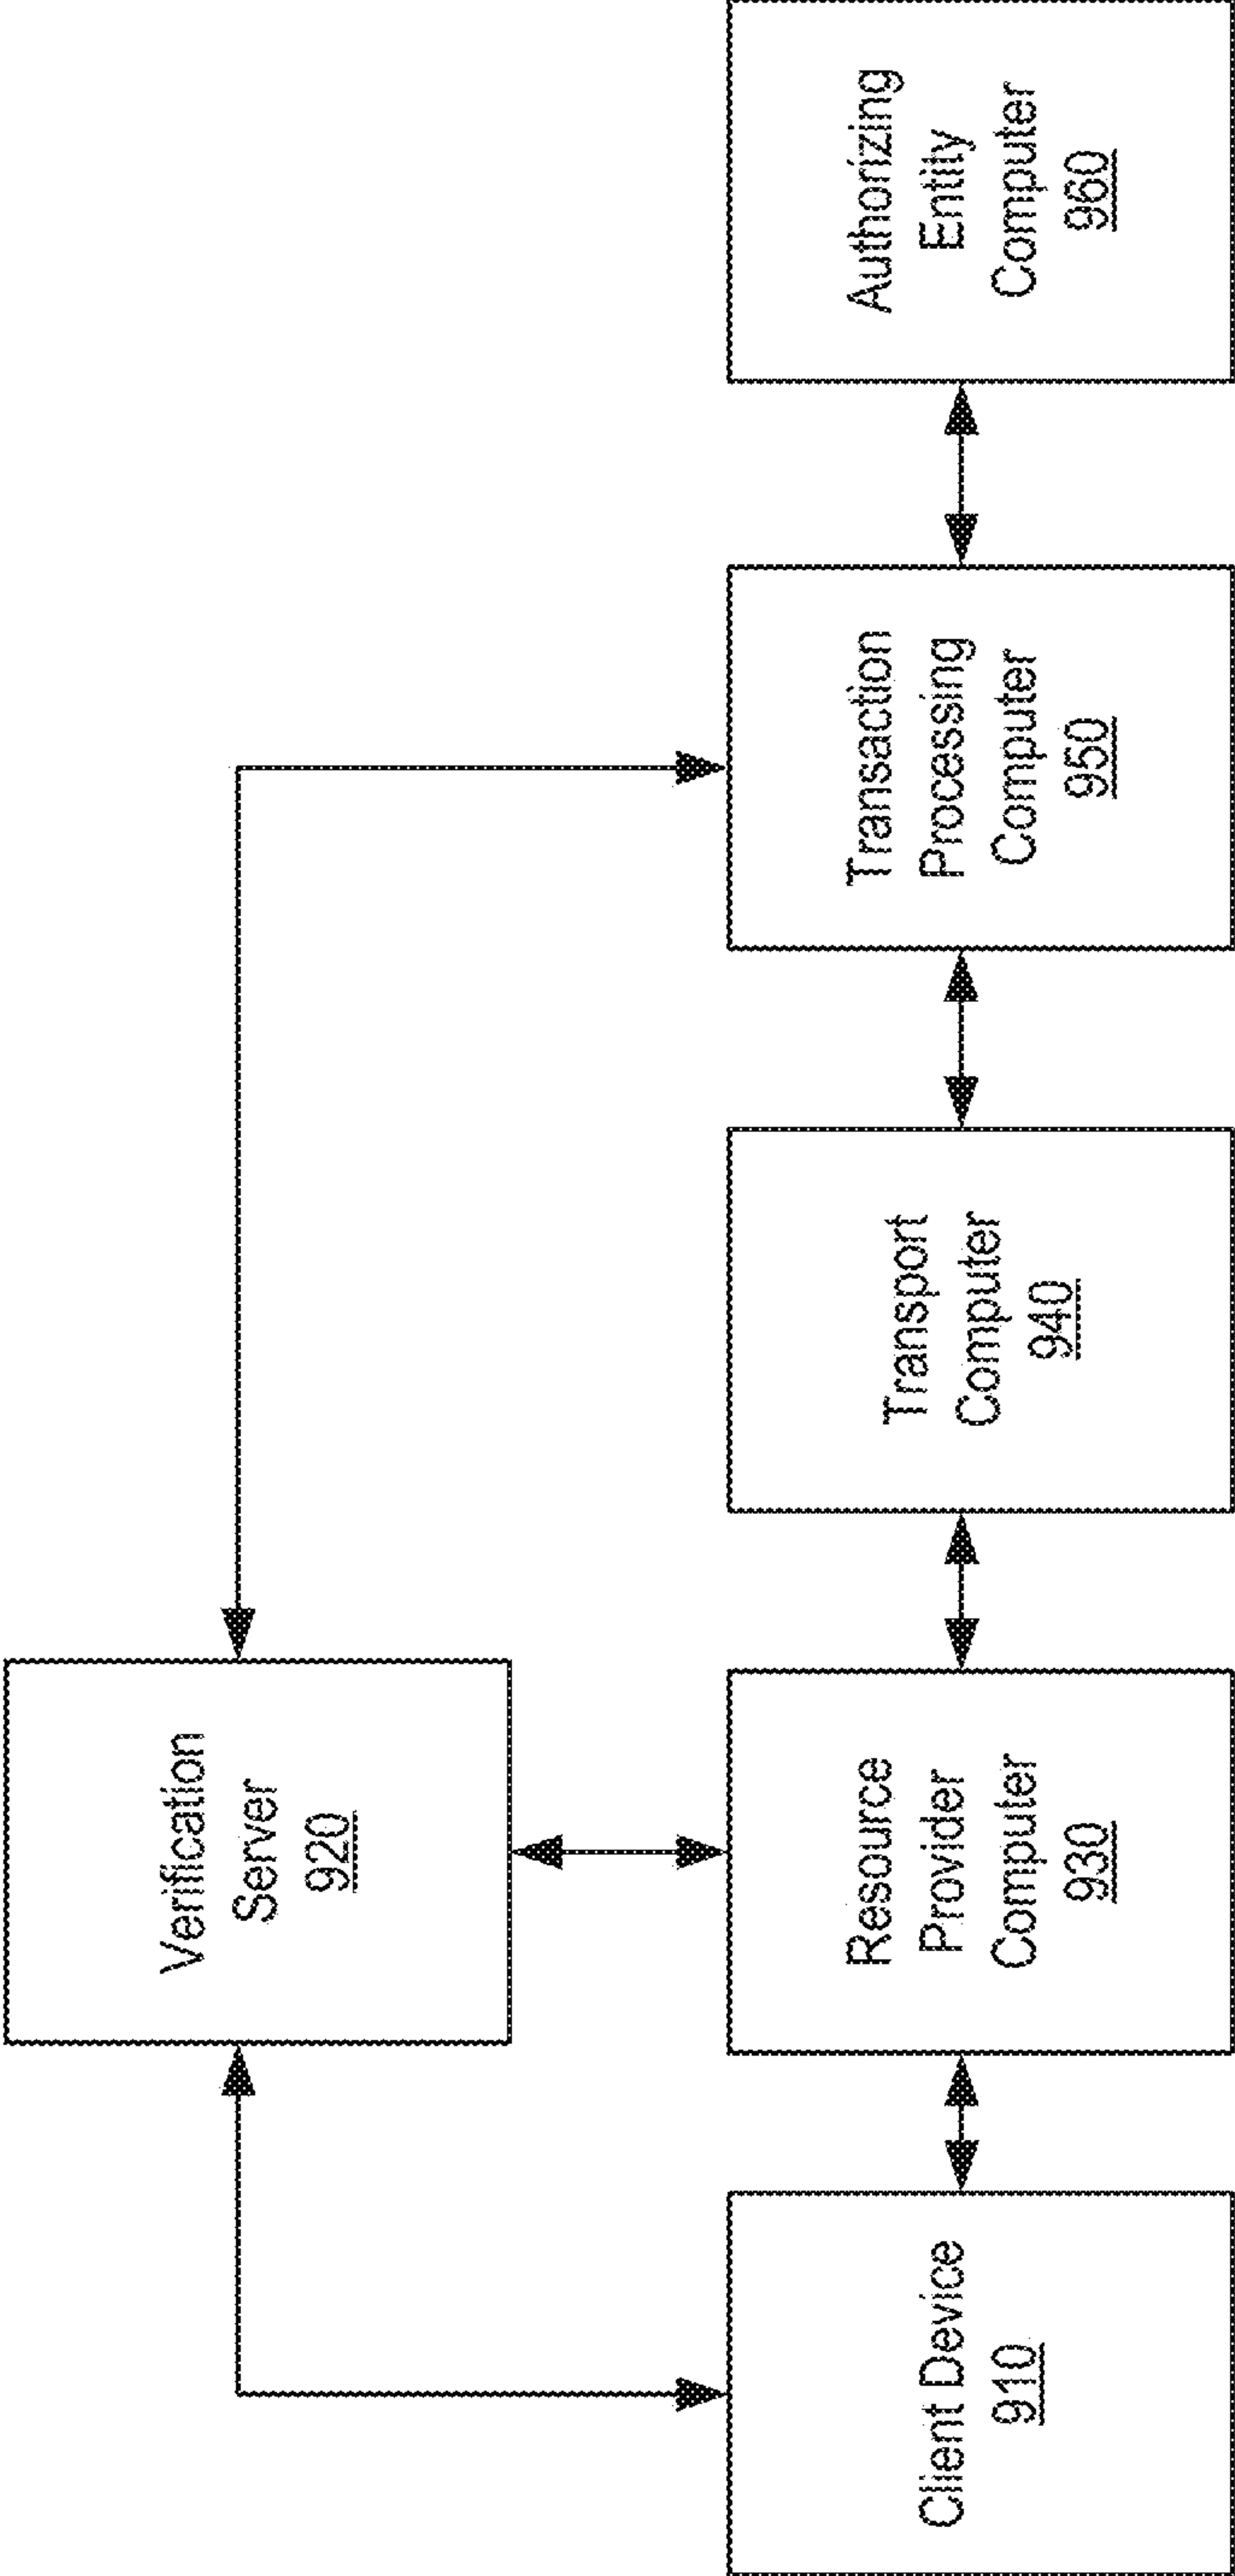 Verification
Server
920
Client Device
910
Resource
Provider
Computer
930
Transport
Computer
940
Transaction
Processing
Computer
950
Authorizing
Entity
Computer
960